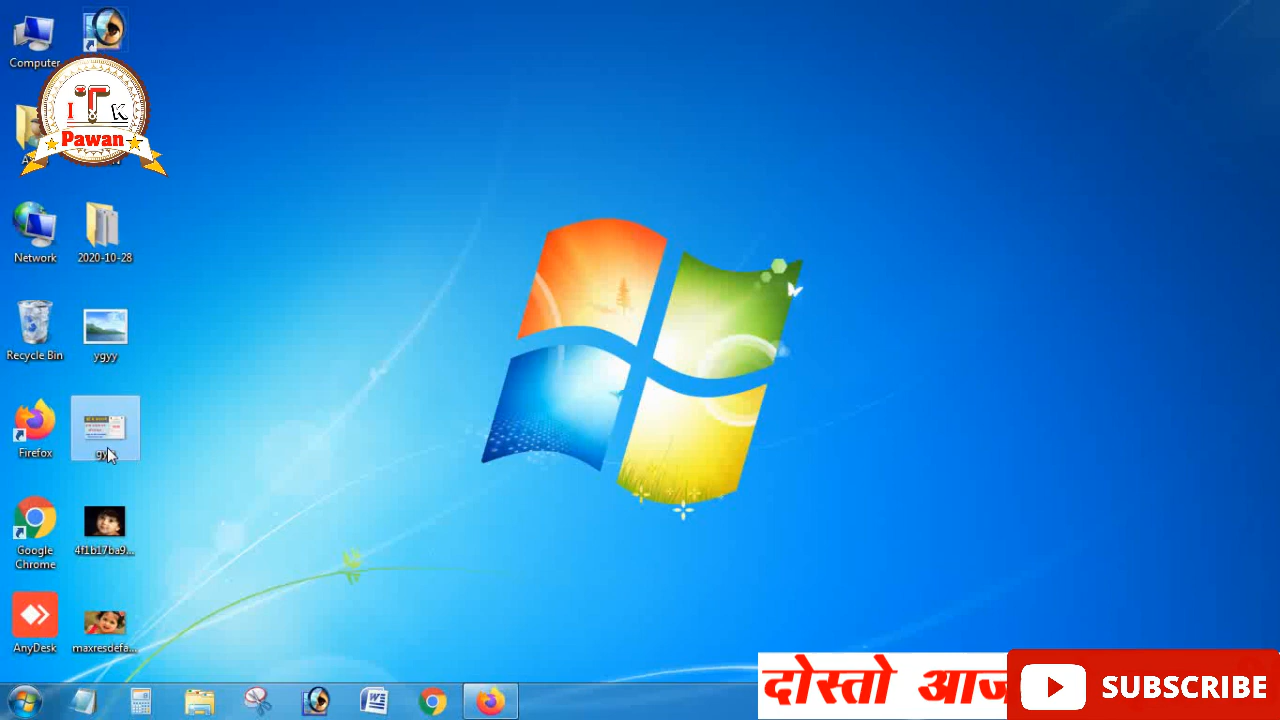 Computer
I T K
Pawan
Network
2020-10-28
Recycle Bin
ygyy
Firefox
Google
Chrome
4f1b17ba9...
AnyDesk
maxresdefa...
दोस्तो आज
SUBSCRIBE